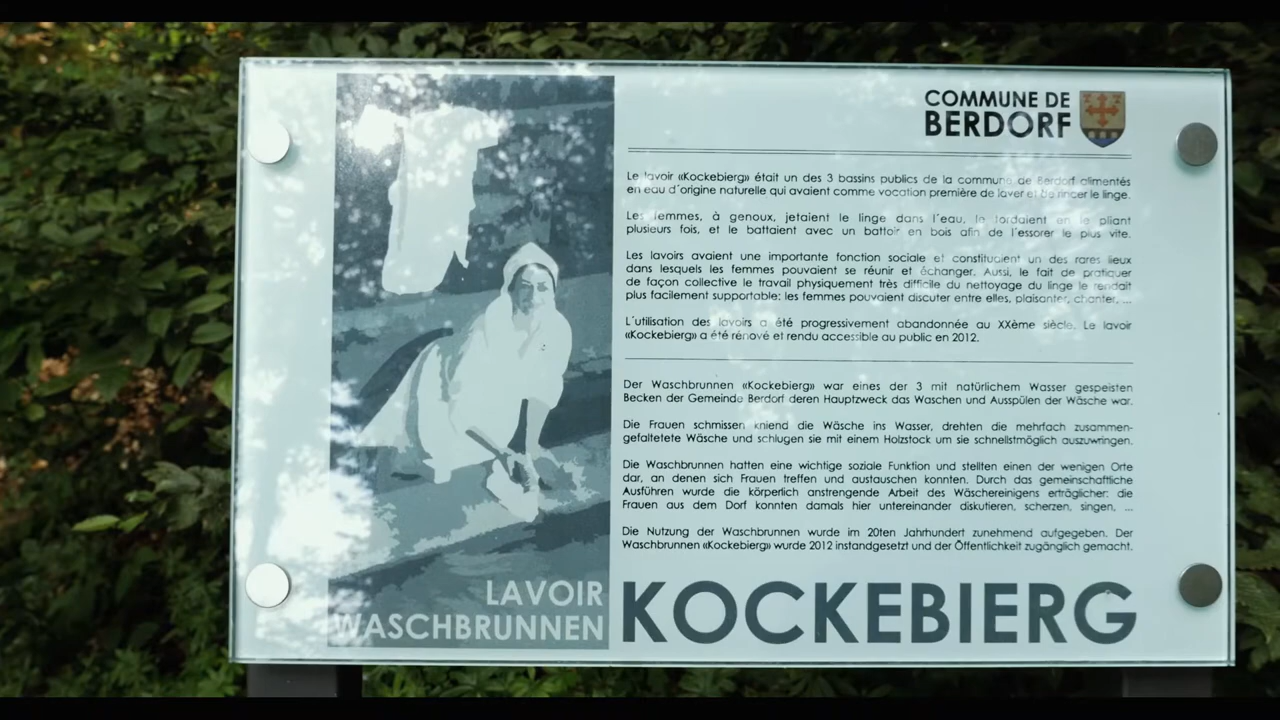 COMMUNE DE
BERDORF
Le lavoir «Kockebierg» était un des 3 bassins publics de la commune de Berdorf alimentés
en eau d´origine naturelle qui avaient comme vocation première de laver et de rincer le linge.
Les femmes, à genoux, jetaient le linge dans l´eau, le tordaient en le pliant
plusieurs fois, et le battaient avec un battoir en bois afin de l´essorer le plus vite.
Les lavoirs avaient une importante fonction sociale et constituaient un des rares lieux
dans lesquels les femmes pouvaient se réunir et échanger. Aussi, le fait de pratiquer
de façon collective le travail physiquement très difficile du nettoyage du linge le rendait
plus facilement supportable: les femmes pouvaient discuter entre elles, plaisanter, chanter, ...
L´utilisation des lavoirs a été progressivement abandonnée au XXème siècle. Le lavoir
«Kockebierg» a été rénové et rendu accessible au public en 2012.
Der Waschbrunnen «Kockebierg» war eines der 3 mit natürlichem Wasser gespeisten
Becken der Gemeinde Berdorf deren Hauptzweck das Waschen und Ausspülen der Wäsche war.
Die Frauen schmissen kniend die Wäsche ins Wasser, drehten die mehrfach zusammen-
gefaltetete Wäsche und schlugen sie mit einem Holzstock um sie schnellstmöglich auszuwringen.
Die Waschbrunnen hatten eine wichtige soziale Funktion und stellten einen der wenigen Orte
dar, an denen sich Frauen treffen und austauschen konnten. Durch das gemeinschaftliche
Ausführen wurde die körperlich anstrengende Arbeit des Wäschereinigens erträglicher: die
Frauen aus dem Dorf konnten damals hier untereinander diskutieren, scherzen, singen, ...
Die Nutzung der Waschbrunnen wurde im 20ten Jahrhundert zunehmend aufgegeben. Der
Waschbrunnen «Kockebierg» wurde 2012 instandgesetzt und der Öffentlichkeit zugänglich gemacht.
LAVOIR
WASCHBRUNNEN
KOCKEBIERG